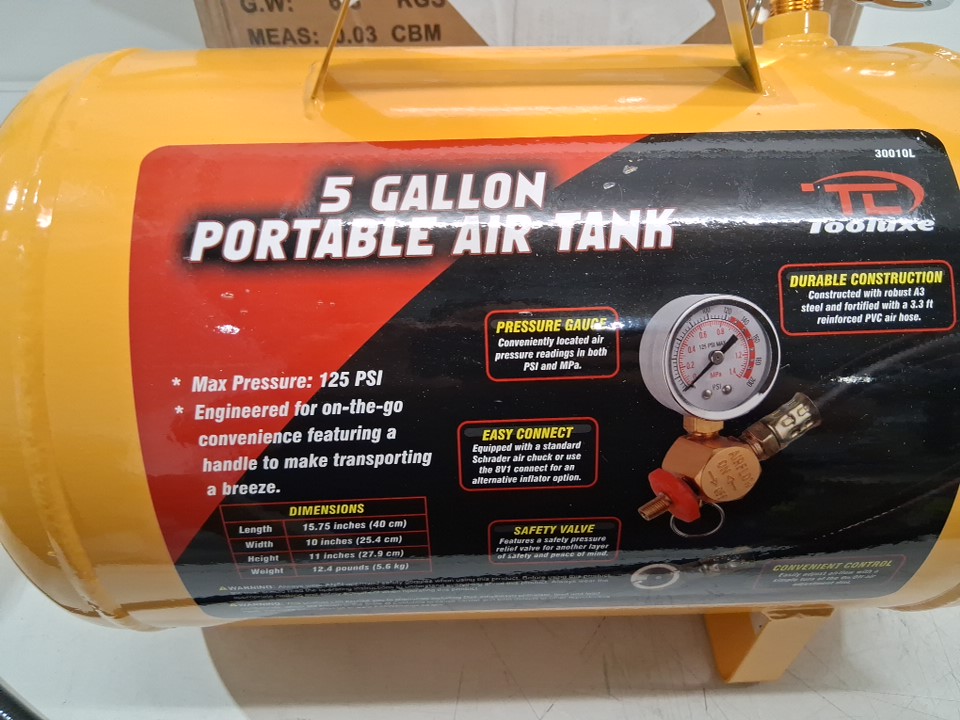 G.W:
MEAS: 0.03 CBM
30010L
TC
Tooluxe
5 GALLON
PORTABLE AIR TANK
DURABLE CONSTRUCTION
Constructed with robust A3
steel and fortified with a 3.3 ft
reinforced PVC air hose.
PRESSURE GAUGE
Conveniently located air
pressure readings in both
PSI and MPa.
125 PSI MAX
MPa
PSI
* Max Pressure: 125 PSI
* Engineered for on-the-go
convenience featuring a
handle to make transporting
a breeze.
EASY CONNECT
Equipped with a standard
Schrader air chuck or use
the 8V1 connect for an
alternative inflator option.
DIMENSIONS
Length 15.75 inches (40 cm)
Width 10 inches (25.4 cm)
Height 11 inches (27.9 cm)
Weight 12.4 pounds (5.6 kg)
SAFETY VALVE
Features a safety pressure
relief valve for another layer
of safety and peace of mind.
CONVENIENT CONTROL
WARNING:
WARNING: